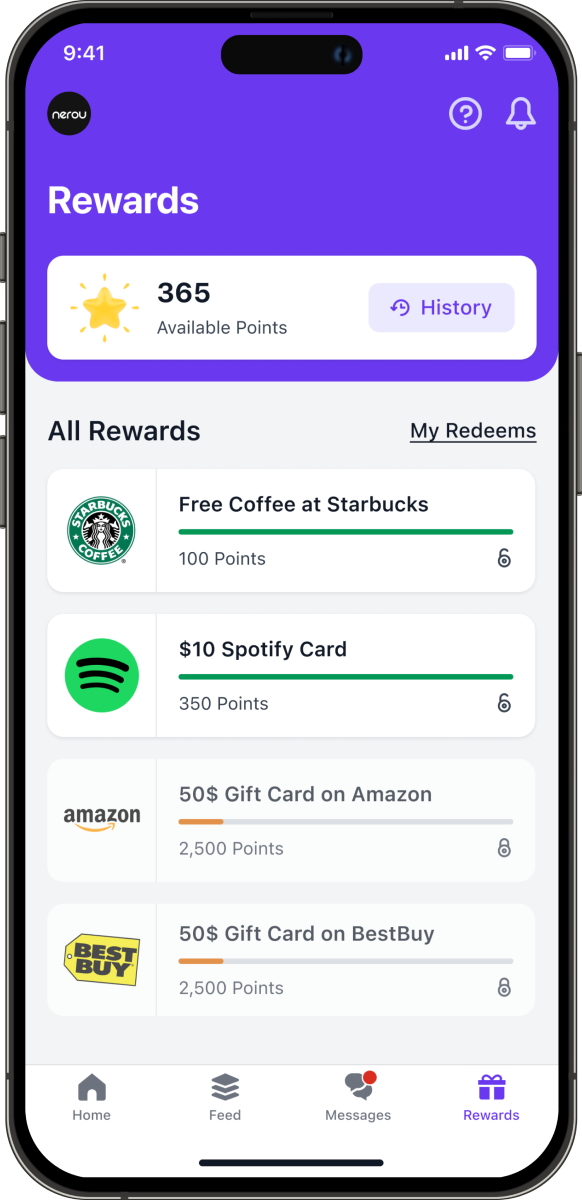 9:41
nerou
Rewards
365
Available Points
History
All Rewards
My Redeems
STARBUCKS
COFFEE
Free Coffee at Starbucks
100 Points
$10 Spotify Card
350 Points
amazon
50$ Gift Card on Amazon
2,500 Points
BEST
BUY
50$ Gift Card on BestBuy
2,500 Points
Home
Feed
Messages
Rewards